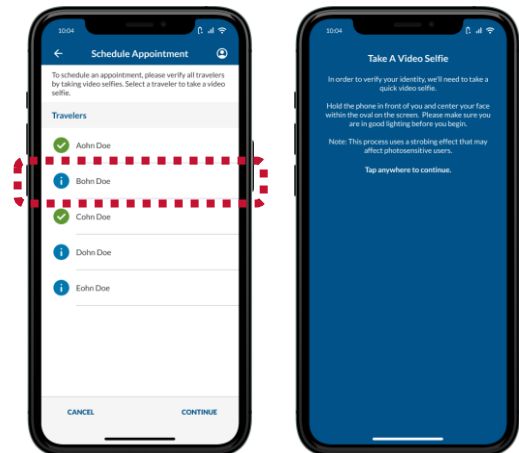 10:04
Schedule Appointment
To schedule an appointment, please verify all travelers
by taking video selfies. Select a traveler to take a video
selfie.
Travelers
Aohn Doe
Bohn Doe
Cohn Doe
Dohn Doe
Eohn Doe
CANCEL
CONTINUE
10:04
Take A Video Selfie
In order to verify your identity, we'll need to take a
quick video selfie.
Hold the phone in front of you and center your face
within the oval on the screen. Please make sure you
are in good lighting before you begin.
Note: This process uses a strobing effect that may
affect photosensitive users.
Tap anywhere to continue.